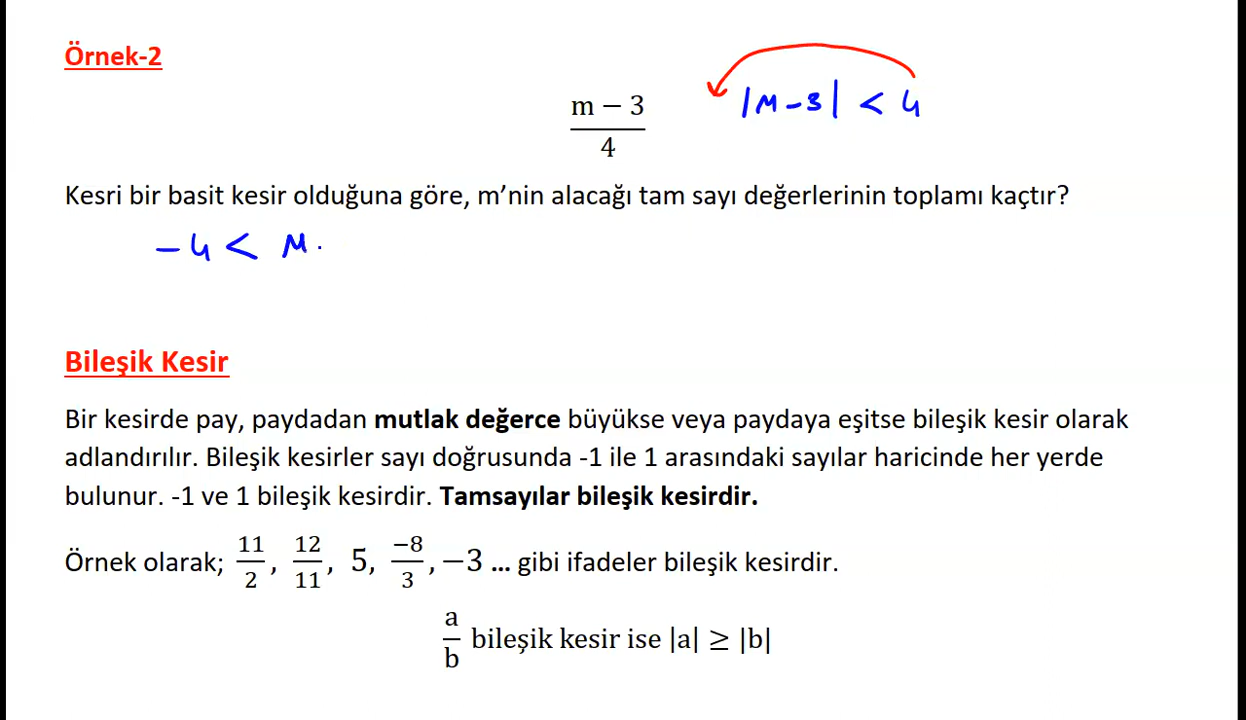 Örnek-2
m − 3
4
|M-3| < 4
Kesri bir basit kesir olduğuna göre, m’nin alacağı tam sayı değerlerinin toplamı kaçtır?
-4 < M.
Bileşik Kesir
Bir kesirde pay, paydadan mutlak değerce büyükse veya paydaya eşitse bileşik kesir olarak
adlandırılır. Bileşik kesirler sayı doğrusunda -1 ile 1 arasındaki sayılar haricinde her yerde
bulunur. -1 ve 1 bileşik kesirdir. Tamsayılar bileşik kesirdir.
Örnek olarak; 11/2, 12/11, 5, −8/3, −3 ... gibi ifadeler bileşik kesirdir.
a/b bileşik kesir ise |a| ≥ |b|